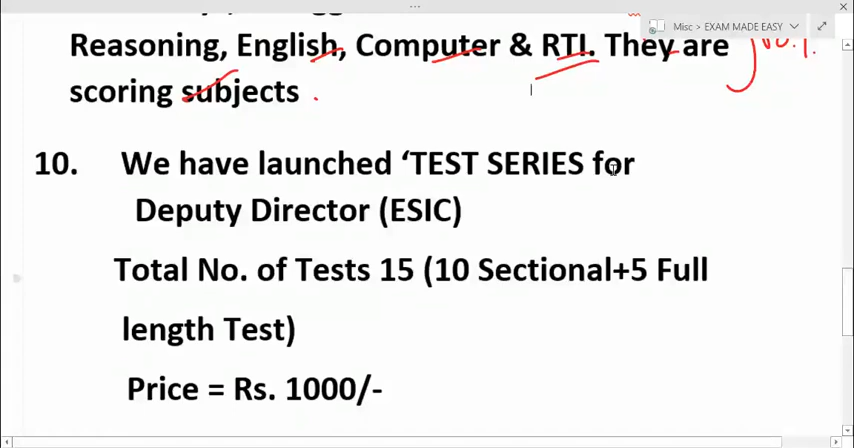 Misc > EXAM MADE EASY
Reasoning, English, Computer & RTI. They are
scoring subjects
10. We have launched ‘TEST SERIES for
Deputy Director (ESIC)
Total No. of Tests 15 (10 Sectional+5 Full
length Test)
Price = Rs. 1000/-